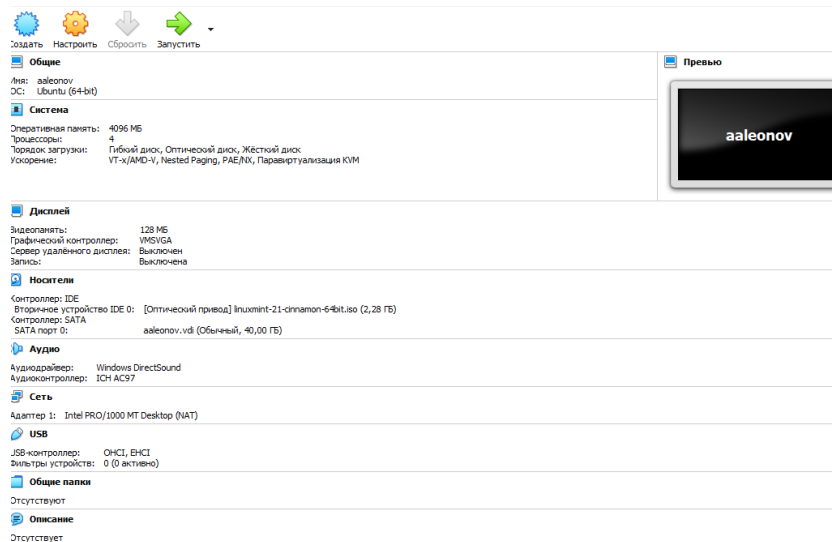 Создать Настроить Сбросить Запустить
Общие
Имя: aaleonov
ОС: Ubuntu (64-bit)
Система
Оперативная память: 4096 МБ
Процессоры: 4
Порядок загрузки: Гибкий диск, Оптический диск, Жёсткий диск
Ускорение: VT-x/AMD-V, Nested Paging, PAE/NX, Паравиртуализация KVM
Превью
aaleonov
Дисплей
Видеопамять: 128 МБ
Графический контроллер: VMSVGA
Сервер удалённого дисплея: Выключен
Запись: Выключена
Носители
Контроллер: IDE
Вторичное устройство IDE 0: [Оптический привод] linuxmint-21-cinnamon-64bit.iso (2,28 ГБ)
Контроллер: SATA
SATA порт 0: aaleonov.vdi (Обычный, 40,00 ГБ)
Аудио
Аудиодрайвер: Windows DirectSound
Аудиоконтроллер: ICH AC97
Сеть
Адаптер 1: Intel PRO/1000 MT Desktop (NAT)
USB
USB-контроллер: OHCI, EHCI
Фильтры устройств: 0 (0 активно)
Общие папки
Отсутствуют
Описание
Отсутствует